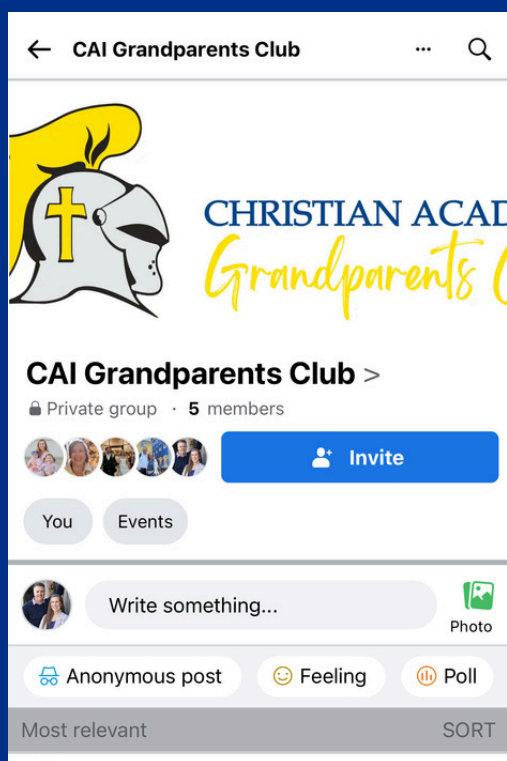 CAI Grandparents Club
CHRISTIAN ACAD
Grandparents C
CAI Grandparents Club >
Private group · 5 members
Invite
You Events
Write something...
Photo
Anonymous post Feeling Poll
Most relevant SORT